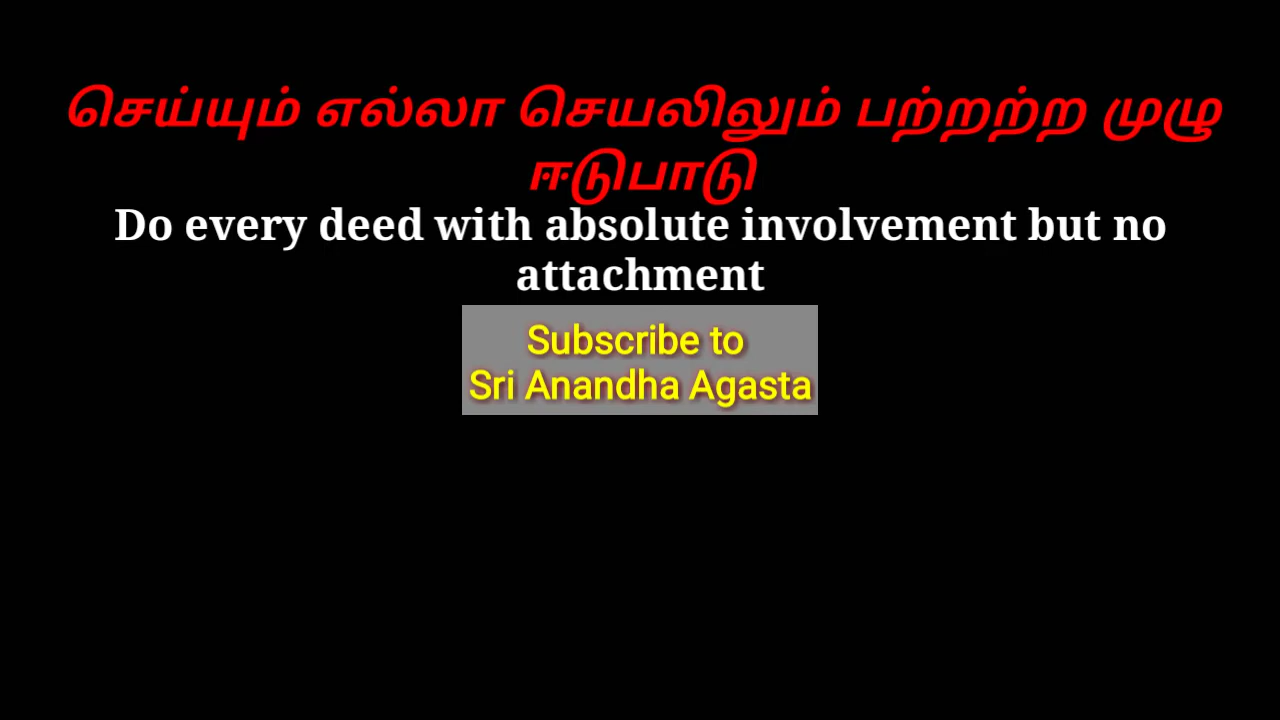 செய்யும் எல்லா செயலிலும் பற்றற்ற முழு
ஈடுபாடு
Do every deed with absolute involvement but no
attachment
Subscribe to
Sri Anandha Agasta